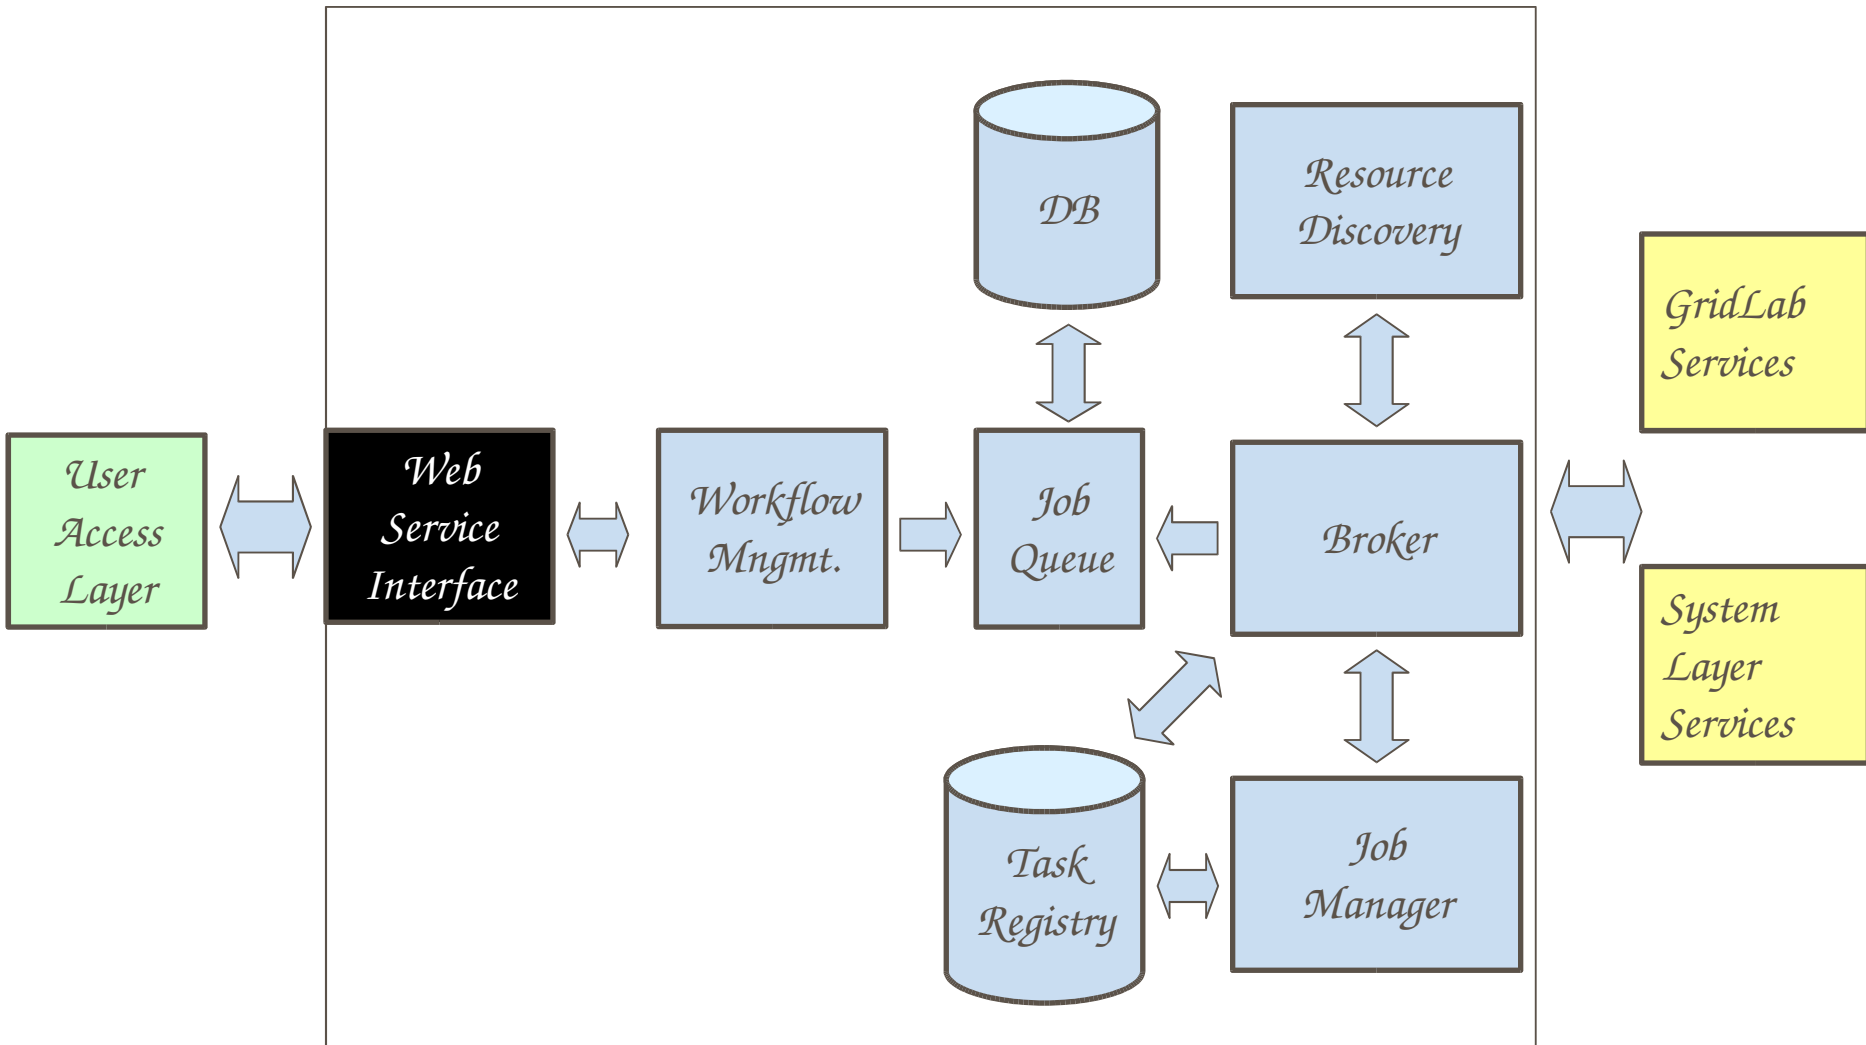 User
Access
Layer
Web
Service
Interface
Workflow
Mngmt.
DB
Job
Queue
Resource
Discovery
Broker
Task
Registry
Job
Manager
GridLab
Services
System
Layer
Services